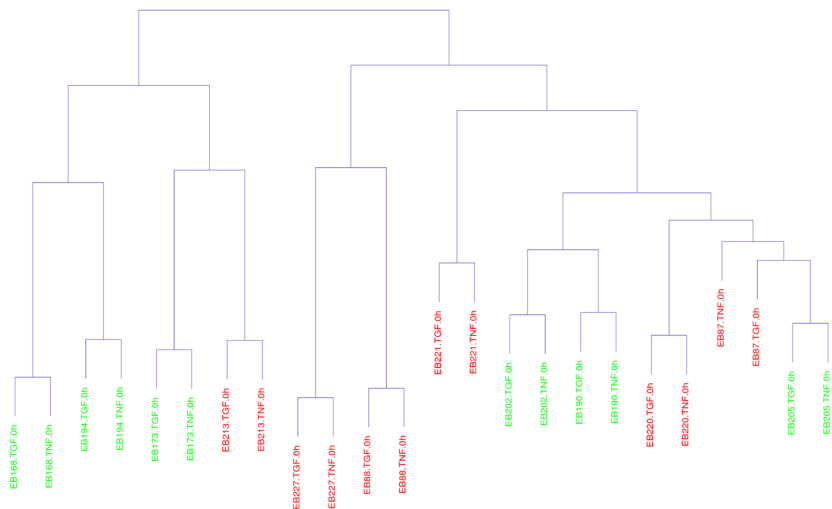 EB168.TGF.0h
EB168.TNF.0h
EB194.TGF.0h
EB194.TNF.0h
EB173.TGF.0h
EB173.TNF.0h
EB213.TGF.0h
EB213.TNF.0h
EB227.TGF.0h
EB227.TNF.0h
EB88.TGF.0h
EB88.TNF.0h
EB221.TGF.0h
EB221.TNF.0h
EB202.TGF.0h
EB202.TNF.0h
EB190.TGF.0h
EB190.TNF.0h
EB220.TGF.0h
EB220.TNF.0h
EB87.TNF.0h
EB87.TGF.0h
EB205.TGF.0h
EB205.TNF.0h